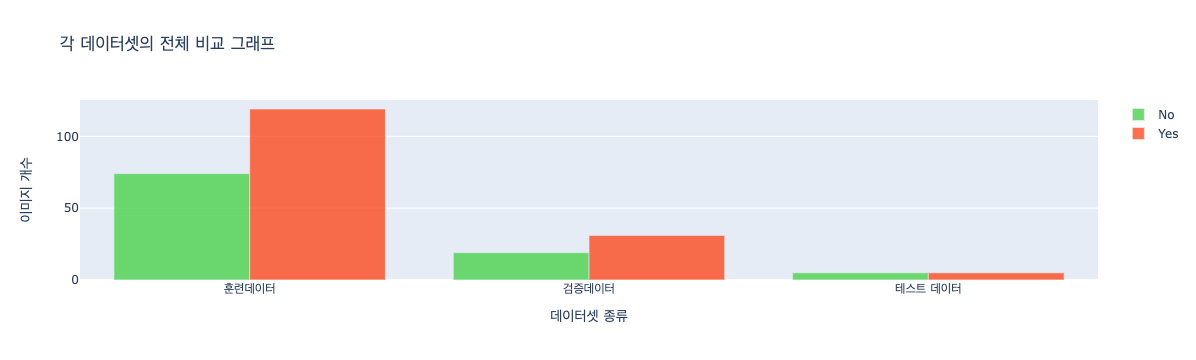 각 데이터셋의 전체 비교 그래프
No
Yes
이미지 개수
100
50
0
훈련데이터
검증데이터
테스트 데이터
데이터셋 종류